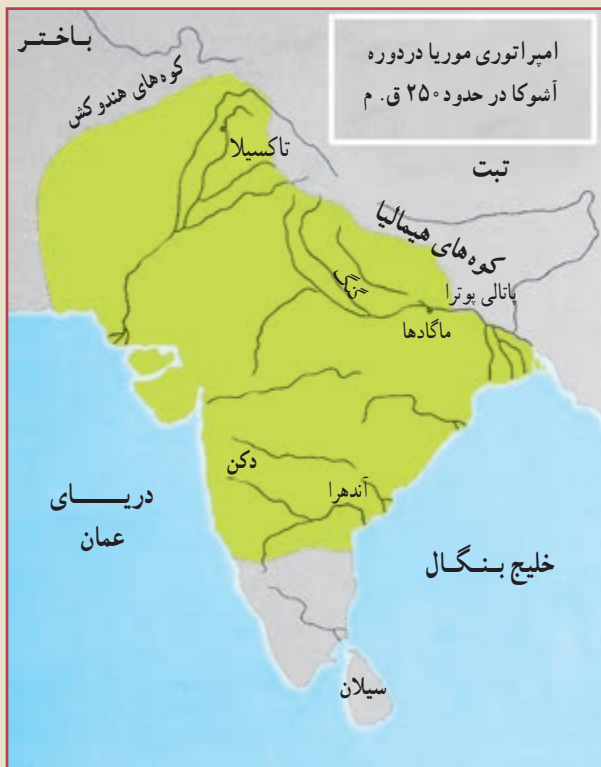 امپراتوری موریا در دوره
آشوکا در حدود ۲۵۰ ق. م
باختر
کوه‌های هندوکش
تاکسیلا
تبت
کوه‌های هیمالیا
گنگ
پاتالی پوترا
ماگادها
دکن
آندهرا
دریای
عمان
خلیج بنگال
سیلان